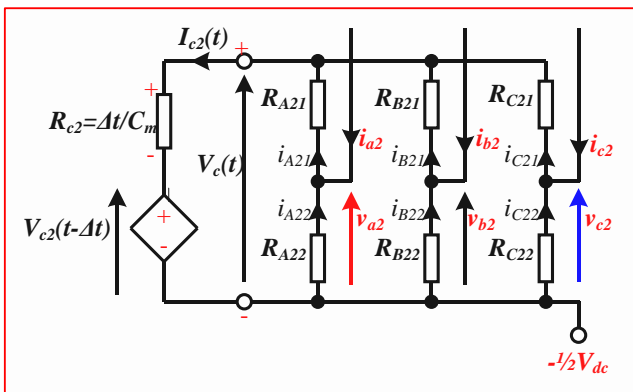 I_c2(t) +
+ R_A21 R_B21 R_C21
R_c2=Δt/C_m i_a2 i_b2 i_c2
- V_c(t) i_A21 i_B21 i_C21
V_c2(t-Δt) + - i_A22 v_a2 i_B22 v_b2 i_C22 v_c2
R_A22 R_B22 R_C22
-
-½V_dc